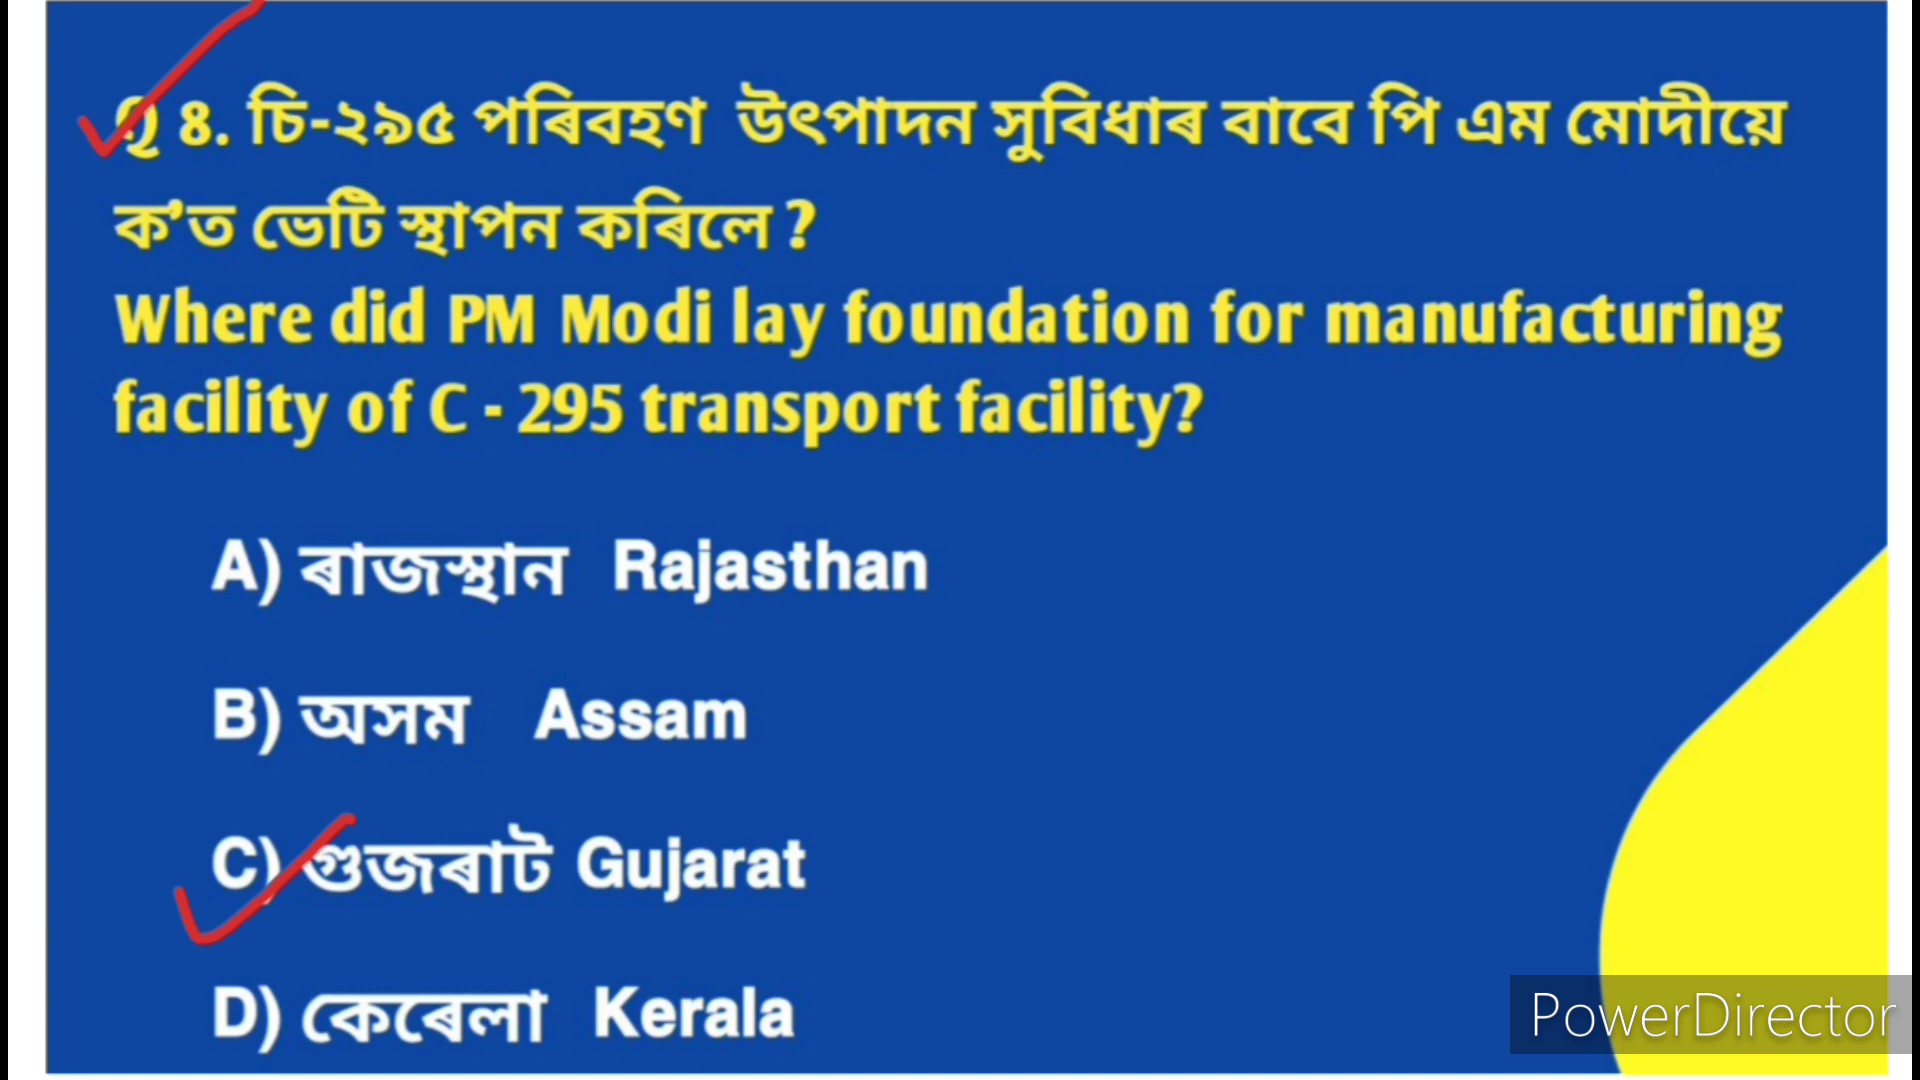 Q 8. চি-২৯৫ পৰিবহণ উৎপাদন সুবিধাৰ বাবে পি এম মোদীয়ে
ক’ত ভেটি স্থাপন কৰিলে ?
Where did PM Modi lay foundation for manufacturing
facility of C - 295 transport facility?
A) ৰাজস্থান Rajasthan
B) অসম Assam
C) গুজৰাট Gujarat
D) কেৰেলা Kerala
PowerDirector